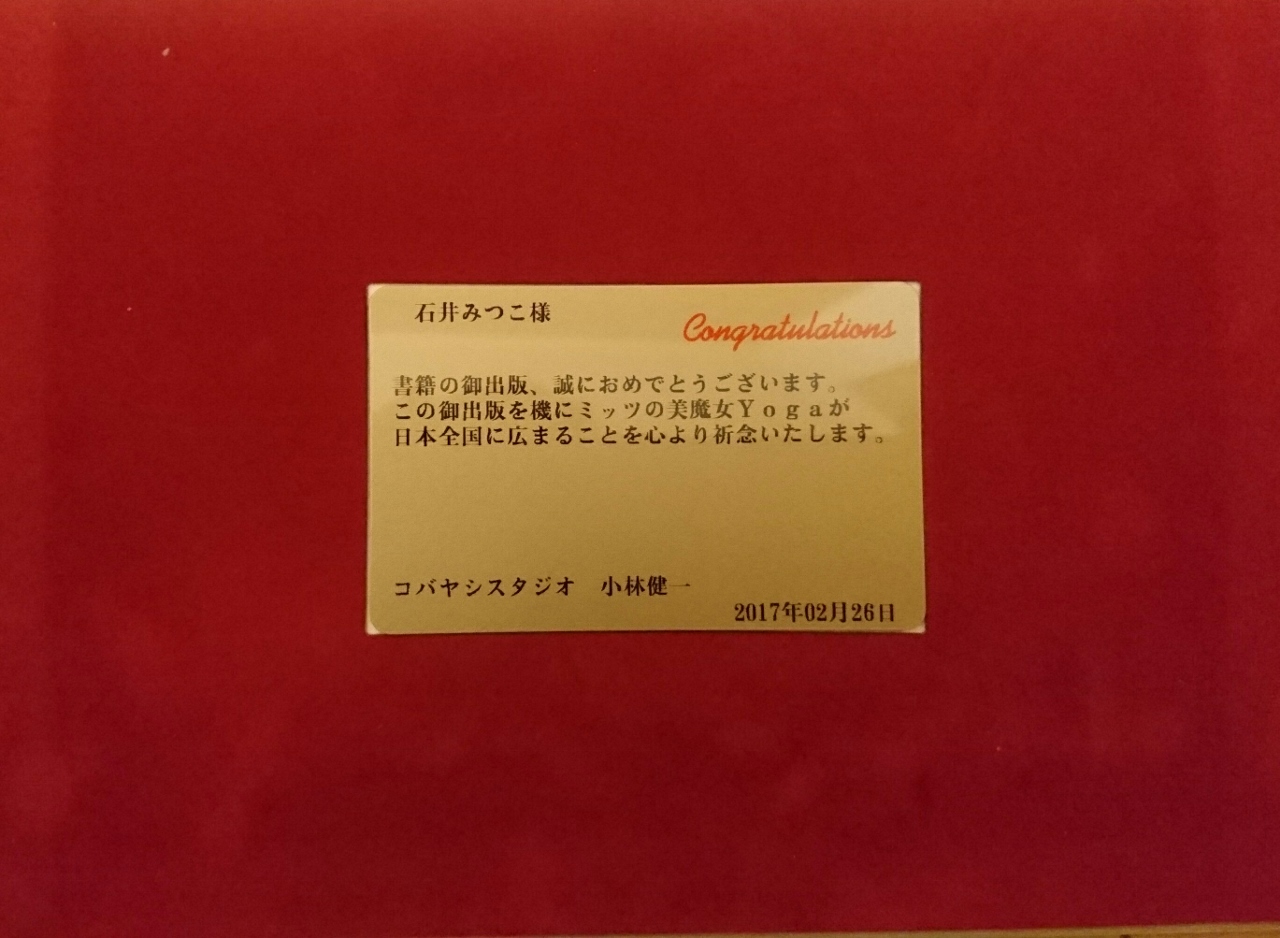 石井みつこ様
Congratulations
書籍の御出版、誠におめでとうございます。
この御出版を機にミッツの美魔女Ｙｏｇａが
日本全国に広まることを心より祈念いたします。
コバヤシスタジオ　小林健一
2017年02月26日